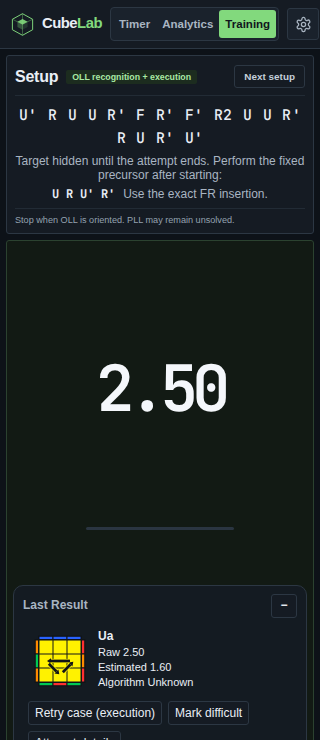 CubeLab
Timer Analytics Training
Setup OLL recognition + execution Next setup
U' R U U R' F R' F' R2 U U R'
R U R' U'
Target hidden until the attempt ends. Perform the fixed
precursor after starting:
U R U' R' Use the exact FR insertion.
Stop when OLL is oriented. PLL may remain unsolved.
2.50
Last Result −
Ua
Raw 2.50
Estimated 1.60
Algorithm Unknown
Retry case (execution) Mark difficult